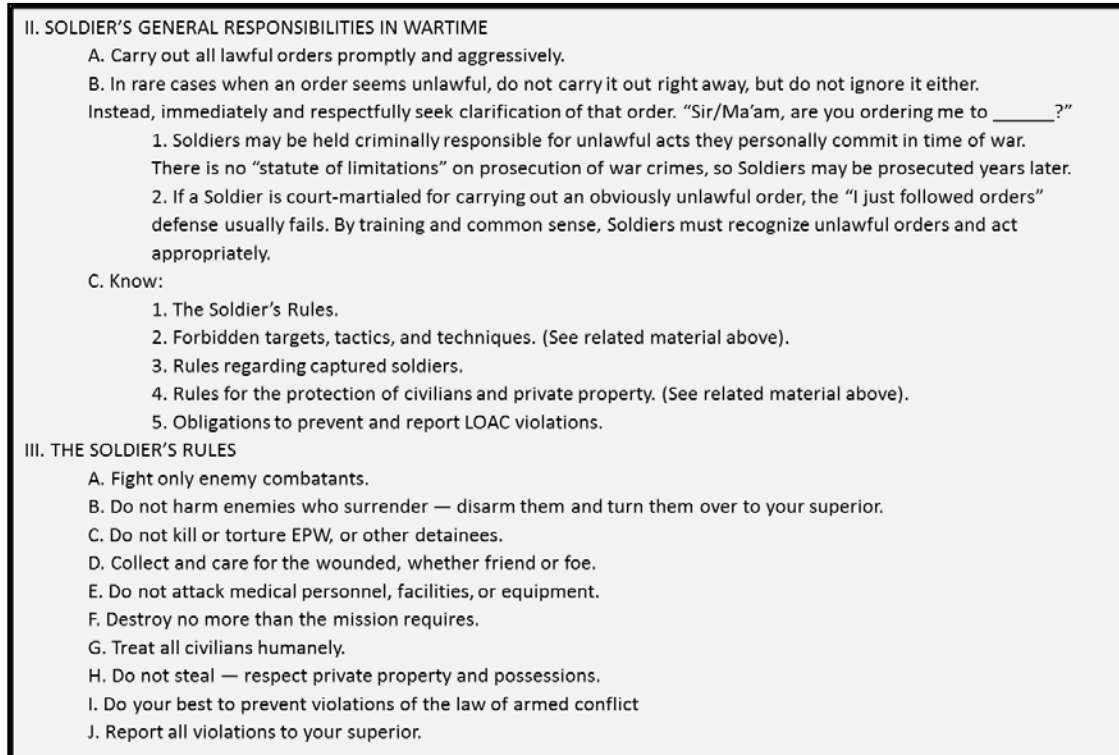 II. SOLDIER’S GENERAL RESPONSIBILITIES IN WARTIME
A. Carry out all lawful orders promptly and aggressively.
B. In rare cases when an order seems unlawful, do not carry it out right away, but do not ignore it either.
Instead, immediately and respectfully seek clarification of that order. “Sir/Ma’am, are you ordering me to ______?”
1. Soldiers may be held criminally responsible for unlawful acts they personally commit in time of war.
There is no “statute of limitations” on prosecution of war crimes, so Soldiers may be prosecuted years later.
2. If a Soldier is court-martialed for carrying out an obviously unlawful order, the “I just followed orders”
defense usually fails. By training and common sense, Soldiers must recognize unlawful orders and act
appropriately.
C. Know:
1. The Soldier’s Rules.
2. Forbidden targets, tactics, and techniques. (See related material above).
3. Rules regarding captured soldiers.
4. Rules for the protection of civilians and private property. (See related material above).
5. Obligations to prevent and report LOAC violations.
III. THE SOLDIER’S RULES
A. Fight only enemy combatants.
B. Do not harm enemies who surrender — disarm them and turn them over to your superior.
C. Do not kill or torture EPW, or other detainees.
D. Collect and care for the wounded, whether friend or foe.
E. Do not attack medical personnel, facilities, or equipment.
F. Destroy no more than the mission requires.
G. Treat all civilians humanely.
H. Do not steal — respect private property and possessions.
I. Do your best to prevent violations of the law of armed conflict
J. Report all violations to your superior.